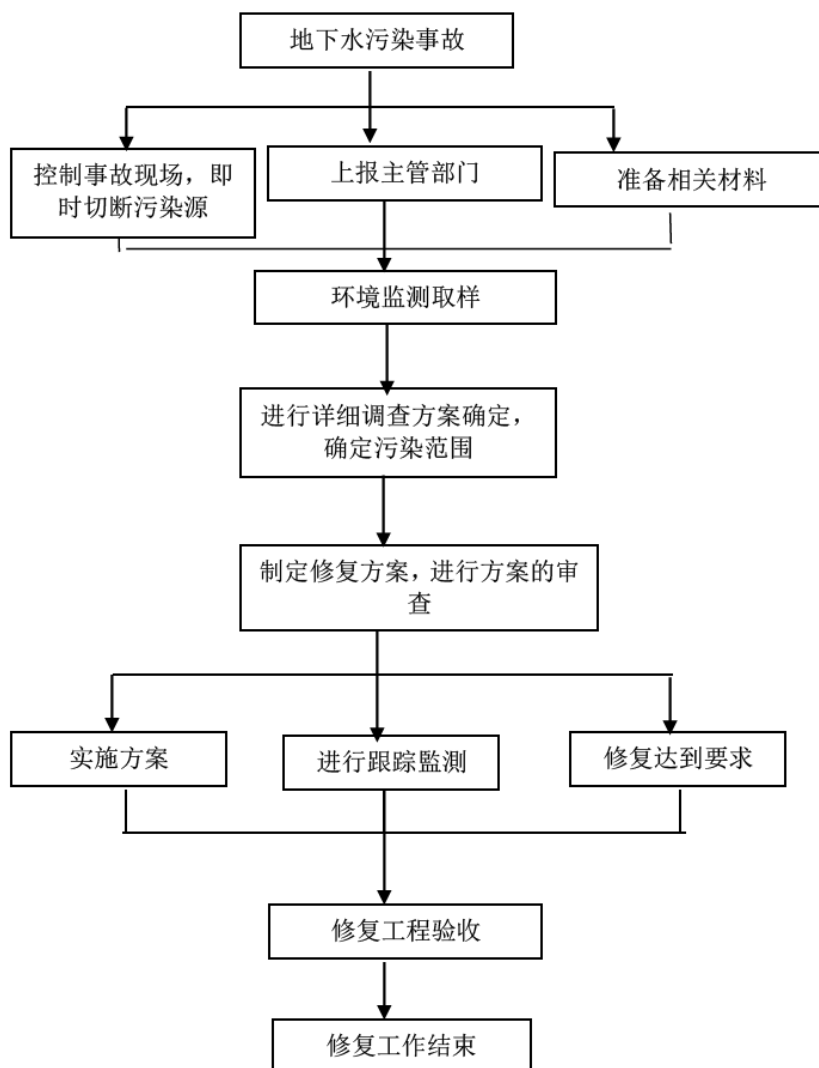 地下水污染事故
控制事故现场，即
时切断污染源
上报主管部门
准备相关材料
环境监测取样
进行详细调查方案确定，
确定污染范围
制定修复方案，进行方案的审
查
实施方案
进行跟踪監測
修复达到要求
修复工程验收
修复工作结束